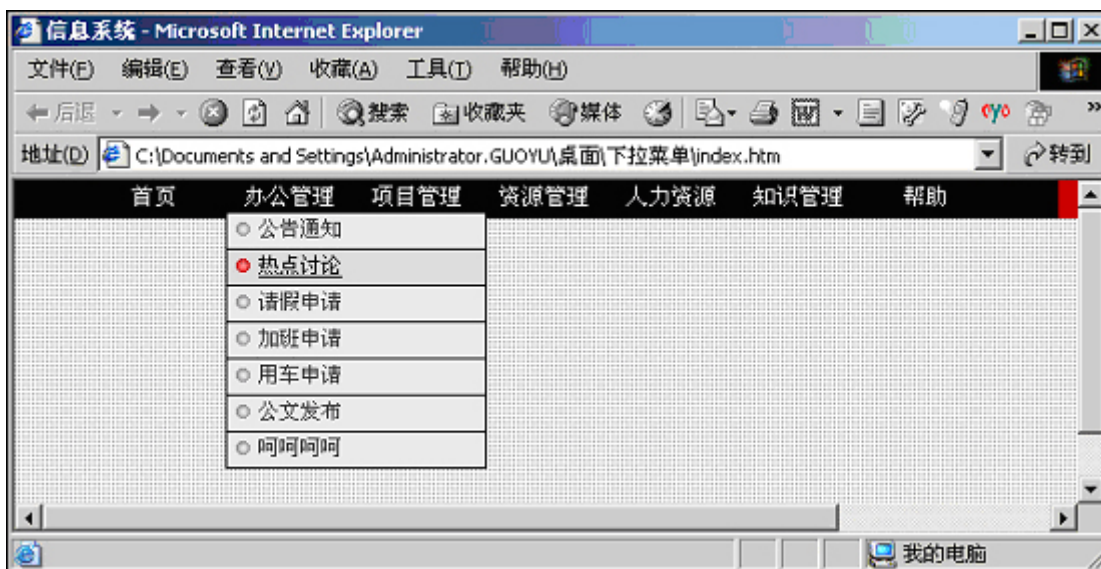 信息系统 - Microsoft Internet Explorer
文件(F) 编辑(E) 查看(V) 收藏(A) 工具(T) 帮助(H)
后退 搜索 收藏夹 媒体 »
地址(D) C:\Documents and Settings\Administrator.GUOYU\桌面\下拉菜单\index.htm 转到
首页 办公管理 项目管理 资源管理 人力资源 知识管理 帮助
公告通知
热点讨论
请假申请
加班申请
用车申请
公文发布
呵呵呵呵
我的电脑